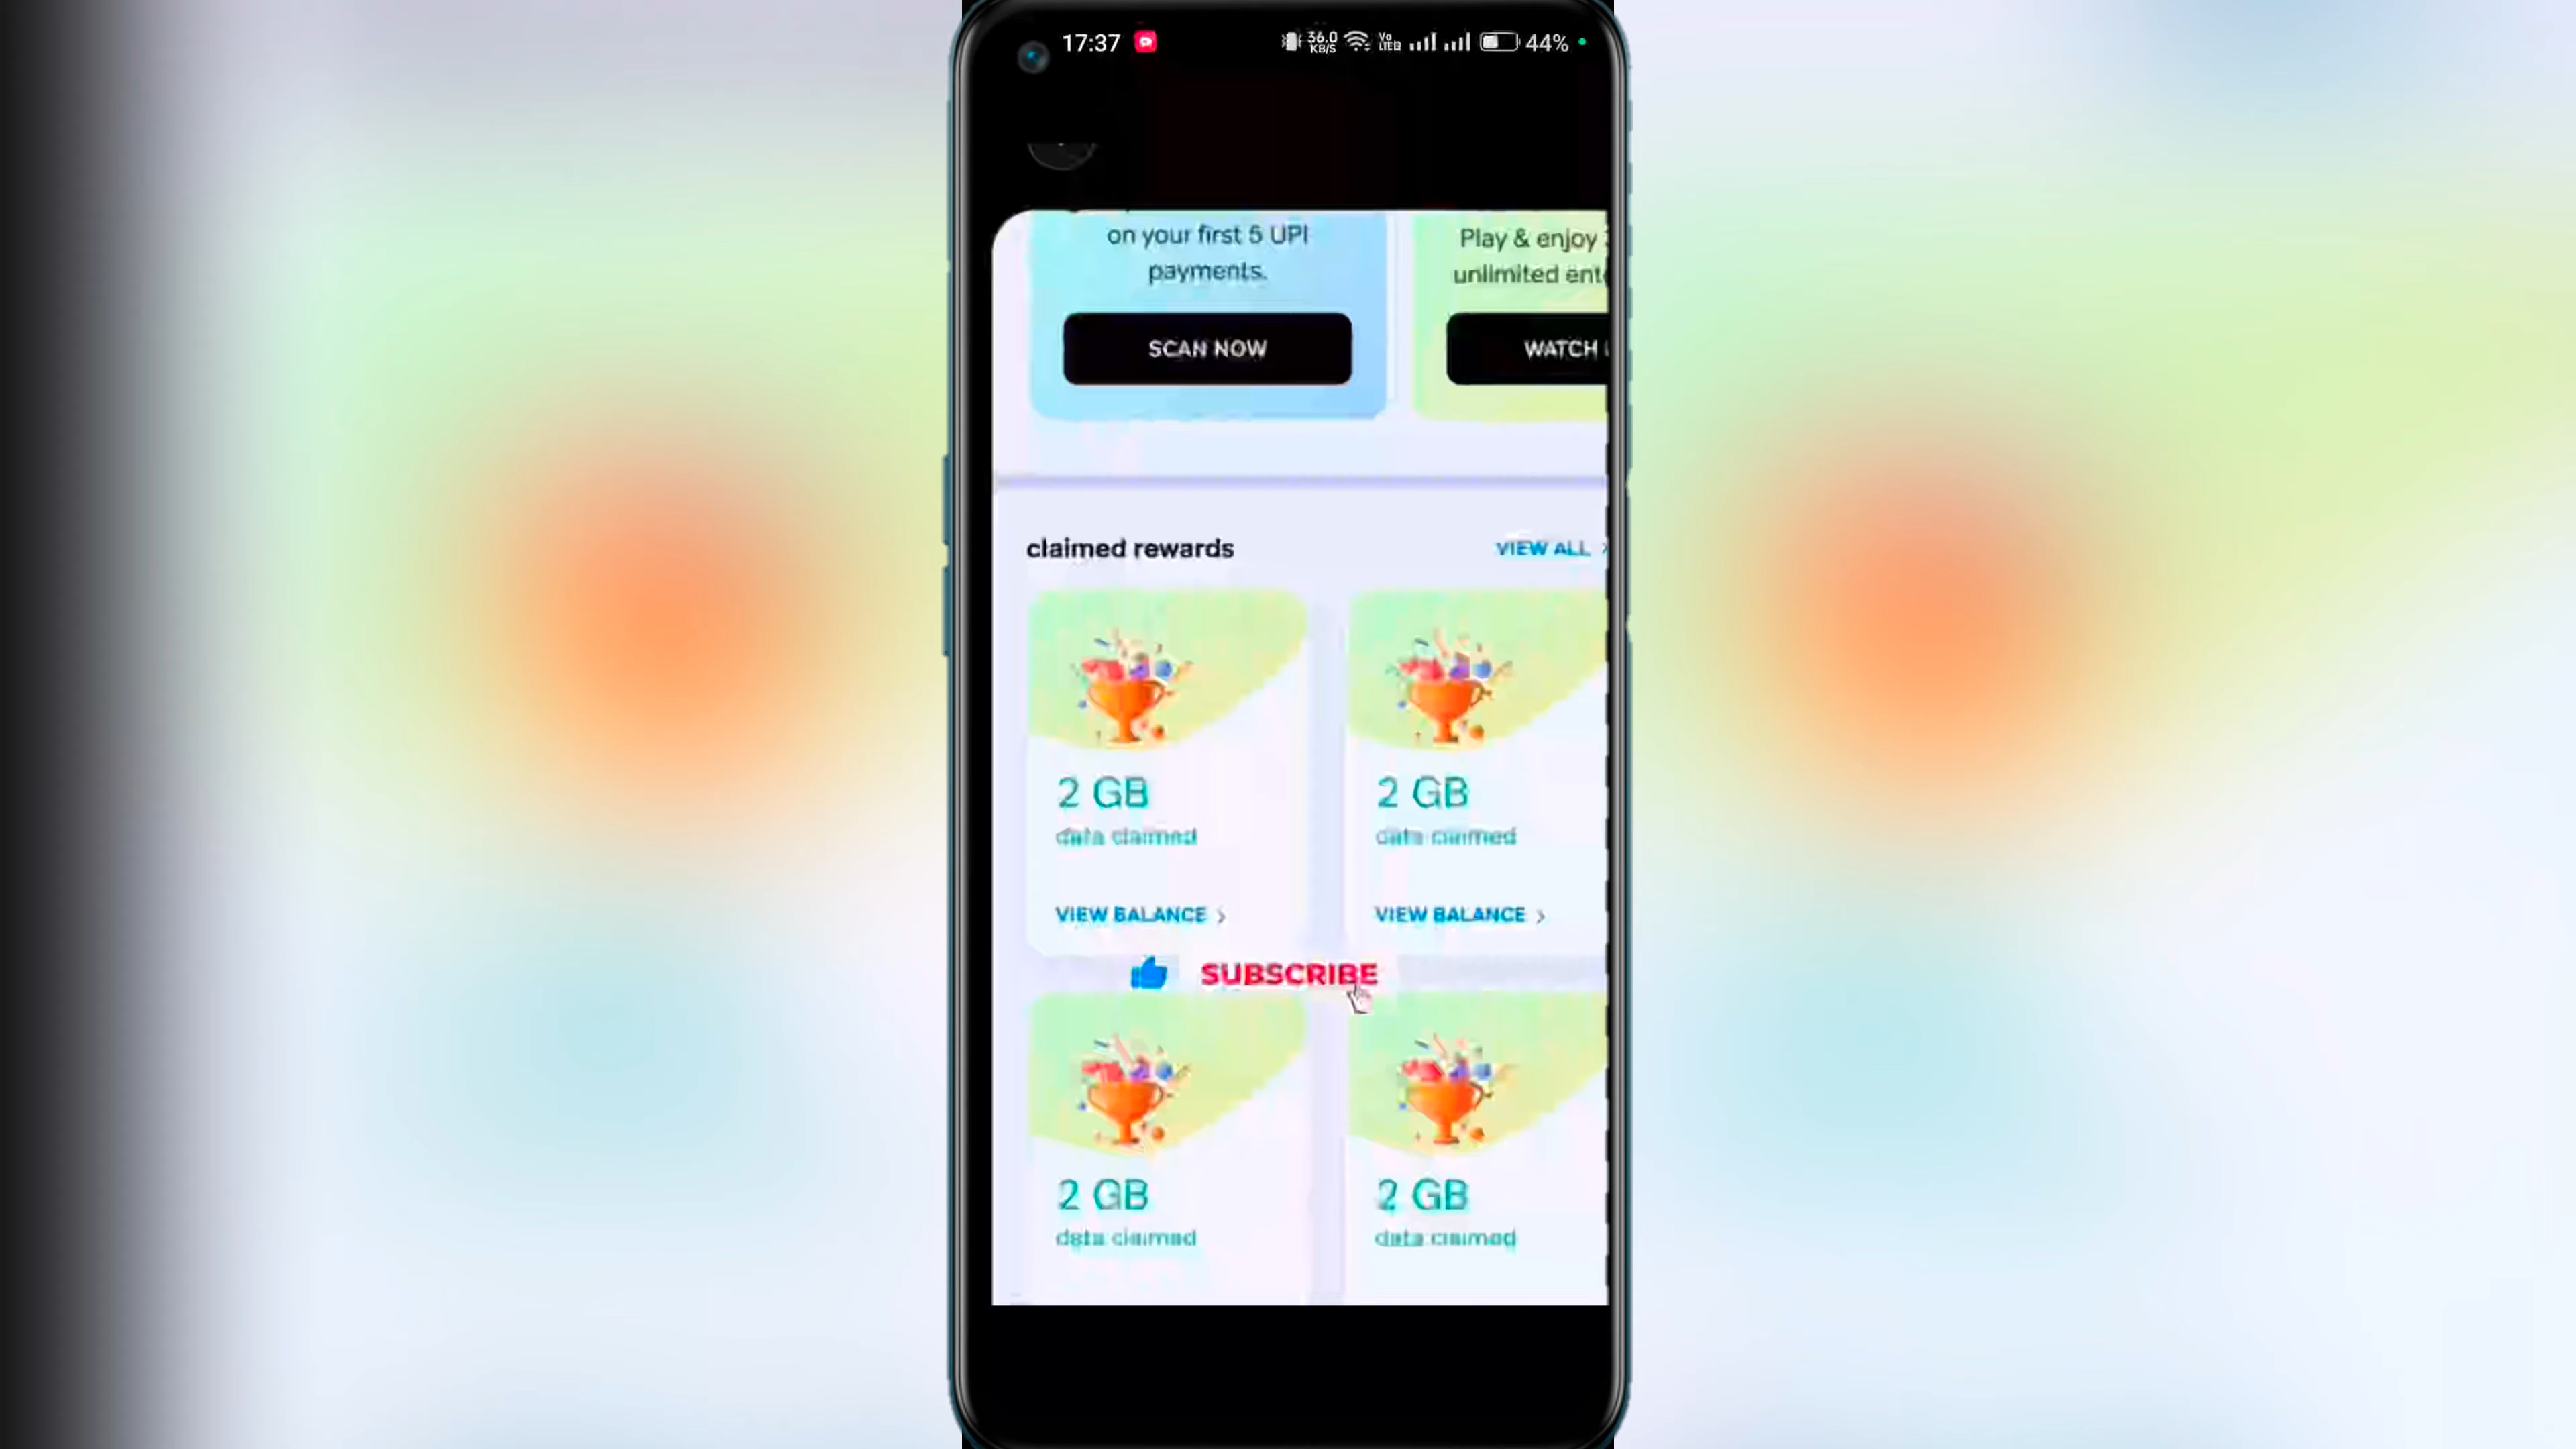 17:37
36.0
KB/S
Vo
LTE
44%
on your first 5 UPI
payments.
SCAN NOW
Play & enjoy
unlimited
WATCH
claimed rewards
VIEW ALL
2 GB
data claimed
VIEW BALANCE
2 GB
data claimed
VIEW BALANCE
SUBSCRIBE
2 GB
data claimed
2 GB
data claimed